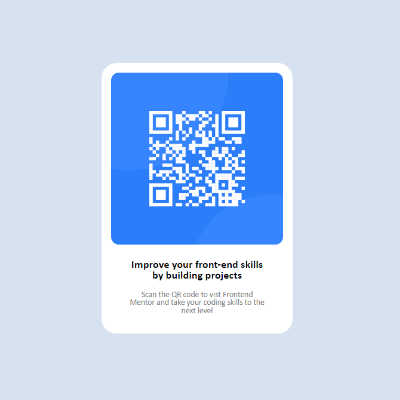 Improve your front-end skills
by building projects
Scan the QR code to vist Frontend
Mentor and take your coding skills to the
next level